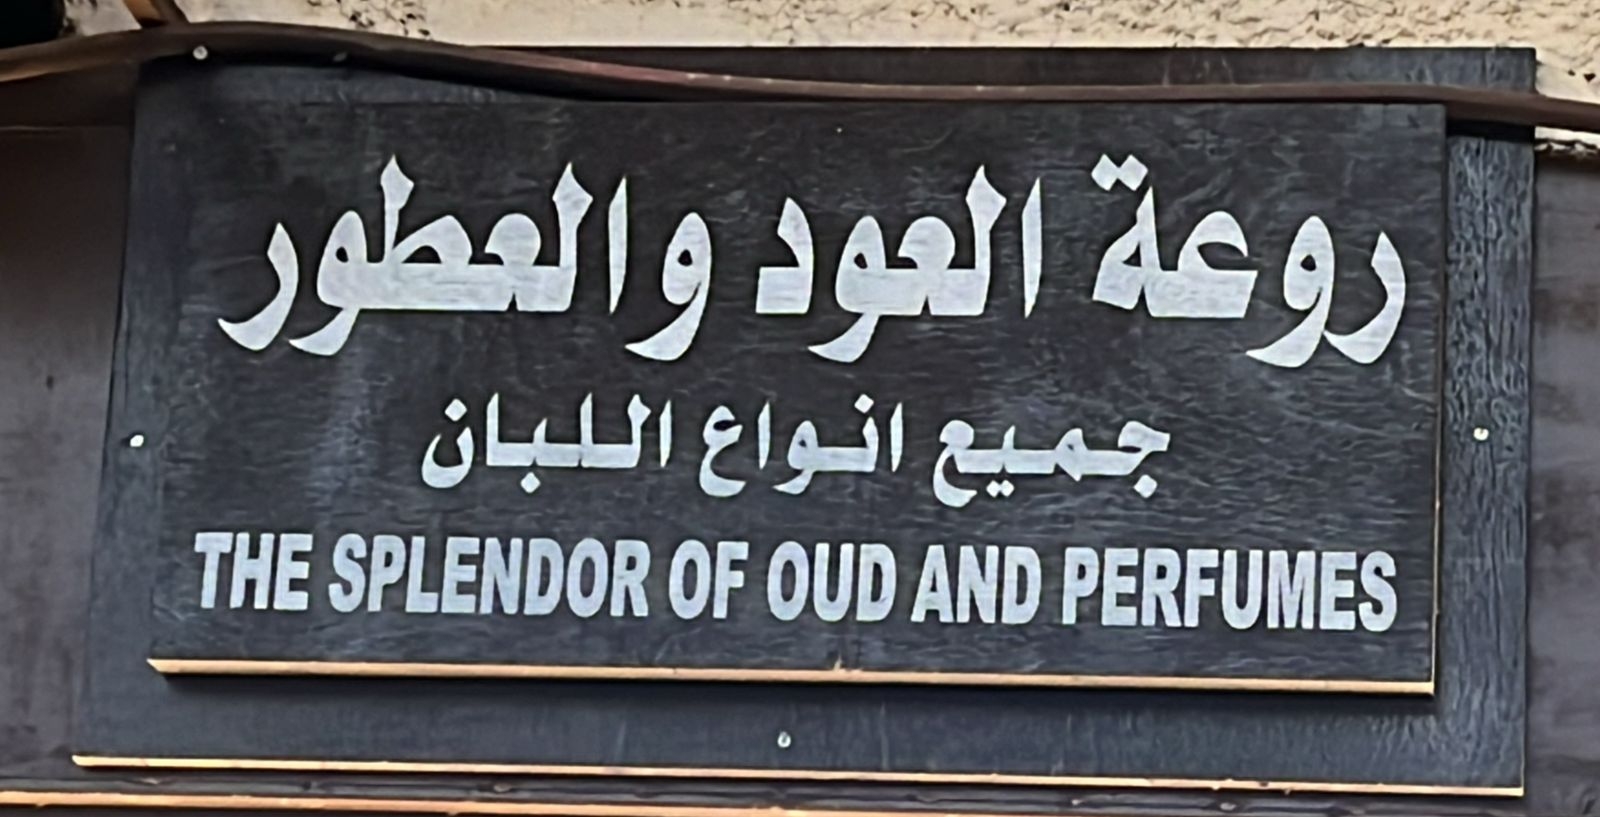 روعة العود والعطور
جميع انواع اللبان
THE SPLENDOR OF OUD AND PERFUMES